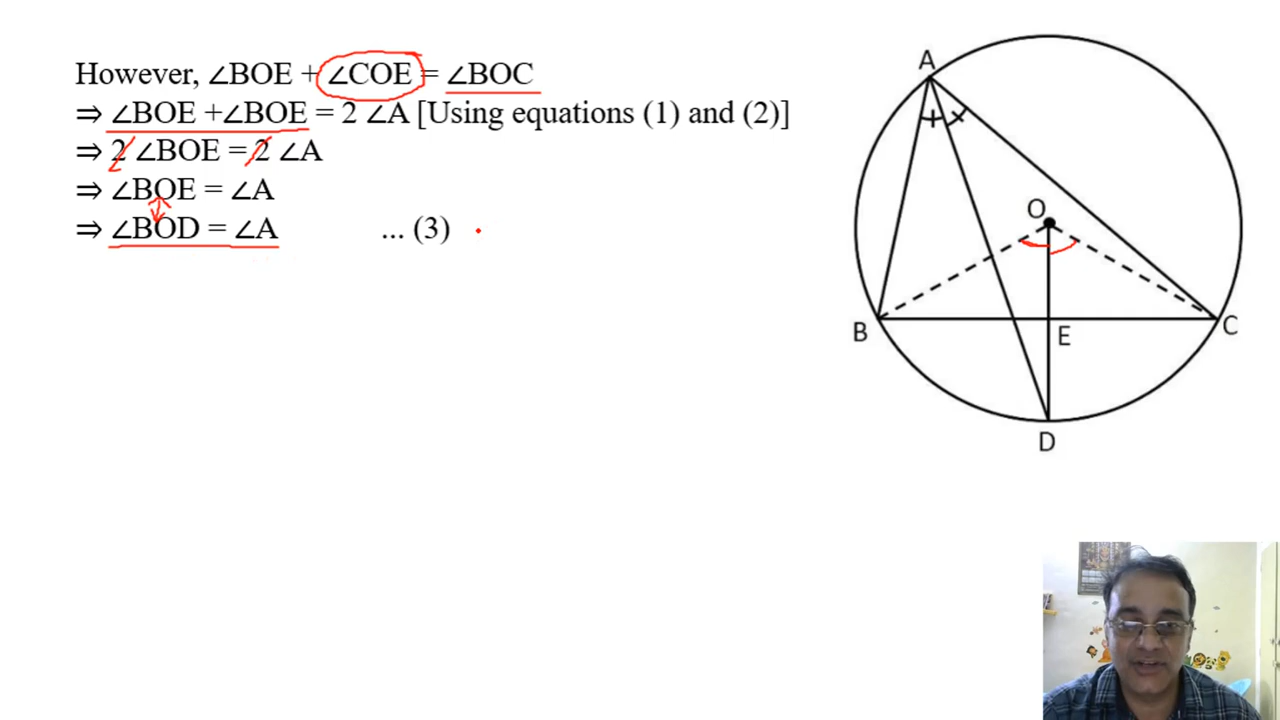 However, ∠BOE + ∠COE = ∠BOC
⇒ ∠BOE +∠BOE = 2 ∠A [Using equations (1) and (2)]
⇒ 2 ∠BOE = 2 ∠A
⇒ ∠BOE = ∠A
⇒ ∠BOD = ∠A ... (3)
A
O
B
E
C
D